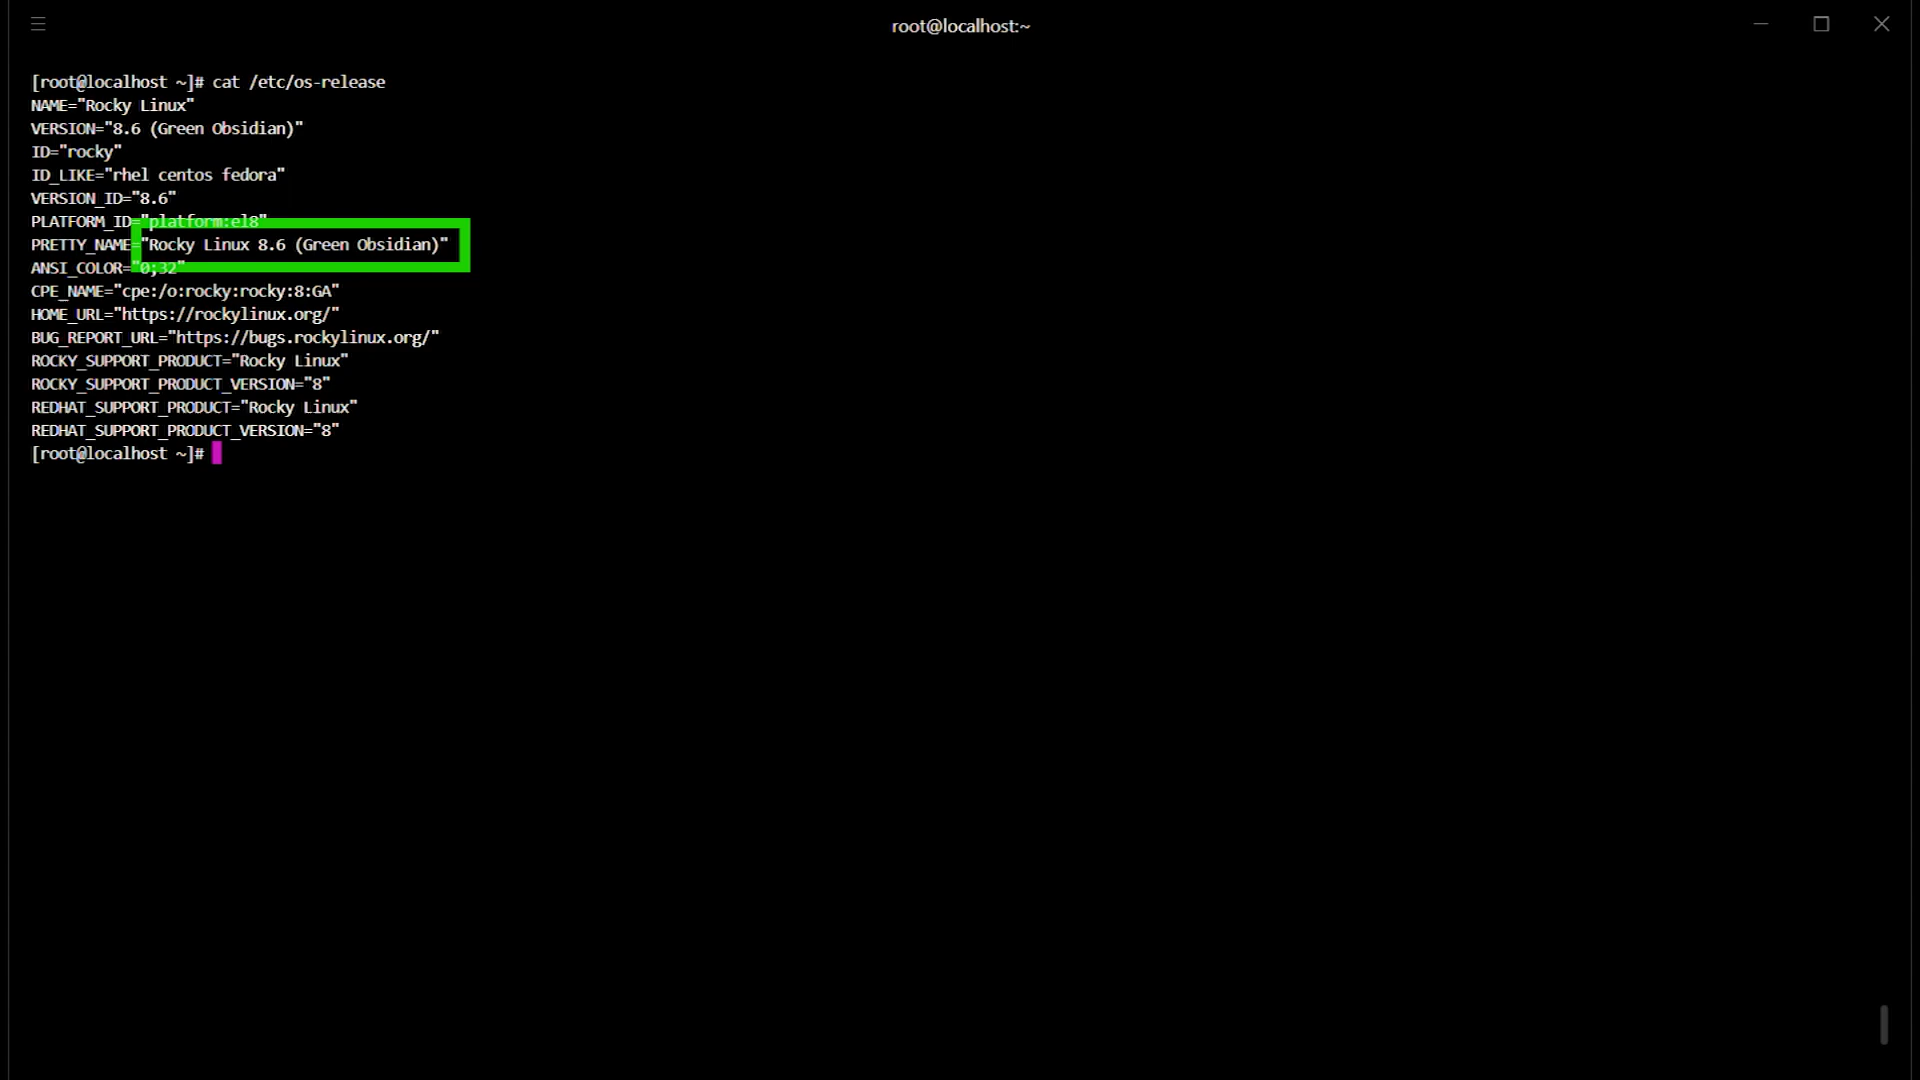 root@localhost:~
[root@localhost ~]# cat /etc/os-release
NAME="Rocky Linux"
VERSION="8.6 (Green Obsidian)"
ID="rocky"
ID_LIKE="rhel centos fedora"
VERSION_ID="8.6"
PLATFORM_ID="platform:el8"
PRETTY_NAME="Rocky Linux 8.6 (Green Obsidian)"
ANSI_COLOR="0;32"
CPE_NAME="cpe:/o:rocky:rocky:8:GA"
HOME_URL="https://rockylinux.org/"
BUG_REPORT_URL="https://bugs.rockylinux.org/"
ROCKY_SUPPORT_PRODUCT="Rocky Linux"
ROCKY_SUPPORT_PRODUCT_VERSION="8"
REDHAT_SUPPORT_PRODUCT="Rocky Linux"
REDHAT_SUPPORT_PRODUCT_VERSION="8"
[root@localhost ~]#